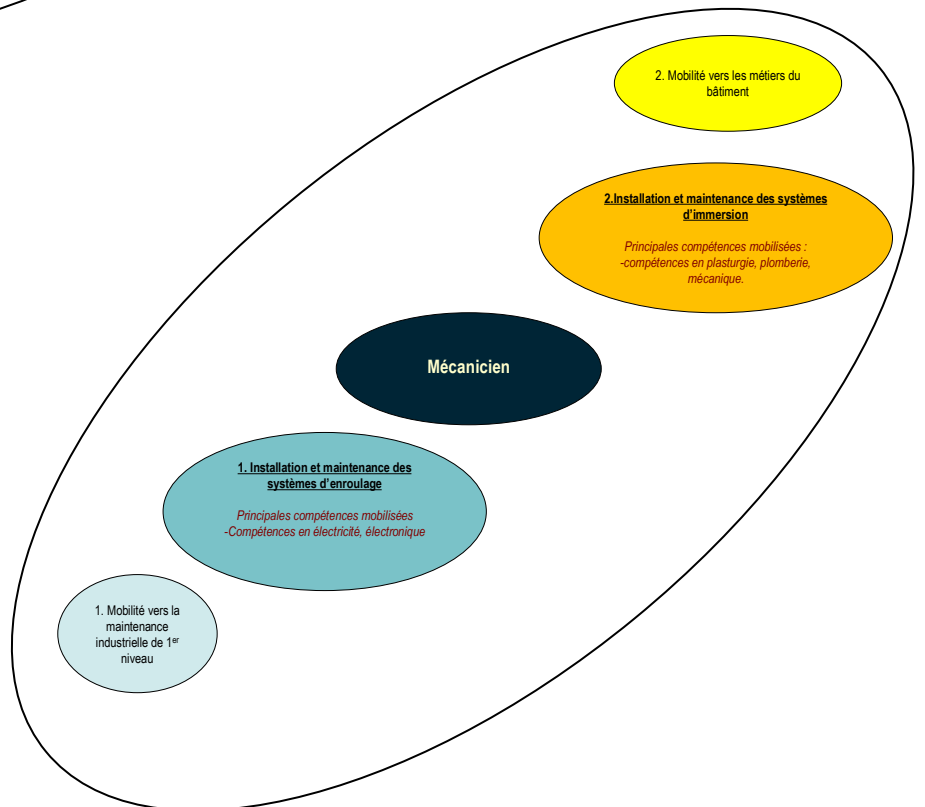 2. Mobilité vers les métiers du
bâtiment
2.Installation et maintenance des systèmes
d’immersion
Principales compétences mobilisées :
-compétences en plasturgie, plomberie,
mécanique.
Mécanicien
1. Installation et maintenance des
systèmes d’enroulage
Principales compétences mobilisées
-Compétences en électricité, électronique
1. Mobilité vers la
maintenance
industrielle de 1er
niveau